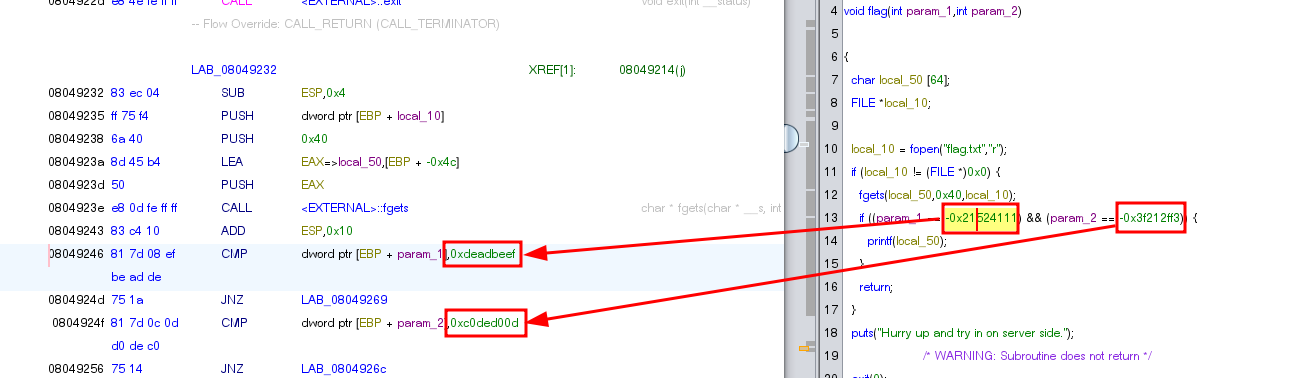 0804922d e8 4e fe ff ff CALL <EXTERNAL>::exit void exit(int __status)
-- Flow Override: CALL_RETURN (CALL_TERMINATOR)
LAB_08049232 XREF[1]: 08049214(j)
08049232 83 ec 04 SUB ESP,0x4
08049235 ff 75 f4 PUSH dword ptr [EBP + local_10]
08049238 6a 40 PUSH 0x40
0804923a 8d 45 b4 LEA EAX=>local_50,[EBP + -0x4c]
0804923d 50 PUSH EAX
0804923e e8 0d fe ff ff CALL <EXTERNAL>::fgets char * fgets(char * __s, int
08049243 83 c4 10 ADD ESP,0x10
08049246 81 7d 08 ef CMP dword ptr [EBP + param_1],0xdeadbeef
be ad de
0804924d 75 1a JNZ LAB_08049269
0804924f 81 7d 0c 0d CMP dword ptr [EBP + param_2],0xc0ded00d
d0 de c0
08049256 75 14 JNZ LAB_0804926c
4 void flag(int param_1,int param_2)
5
6 {
7 char local_50 [64];
8 FILE *local_10;
9
10 local_10 = fopen("flag.txt","r");
11 if (local_10 != (FILE *)0x0) {
12 fgets(local_50,0x40,local_10);
13 if ((param_1 == -0x21524111) && (param_2 == -0x3f212ff3)) {
14 printf(local_50);
15 }
16 return;
17 }
18 puts("Hurry up and try in on server side.");
19 /* WARNING: Subroutine does not return */
20 exit(0);